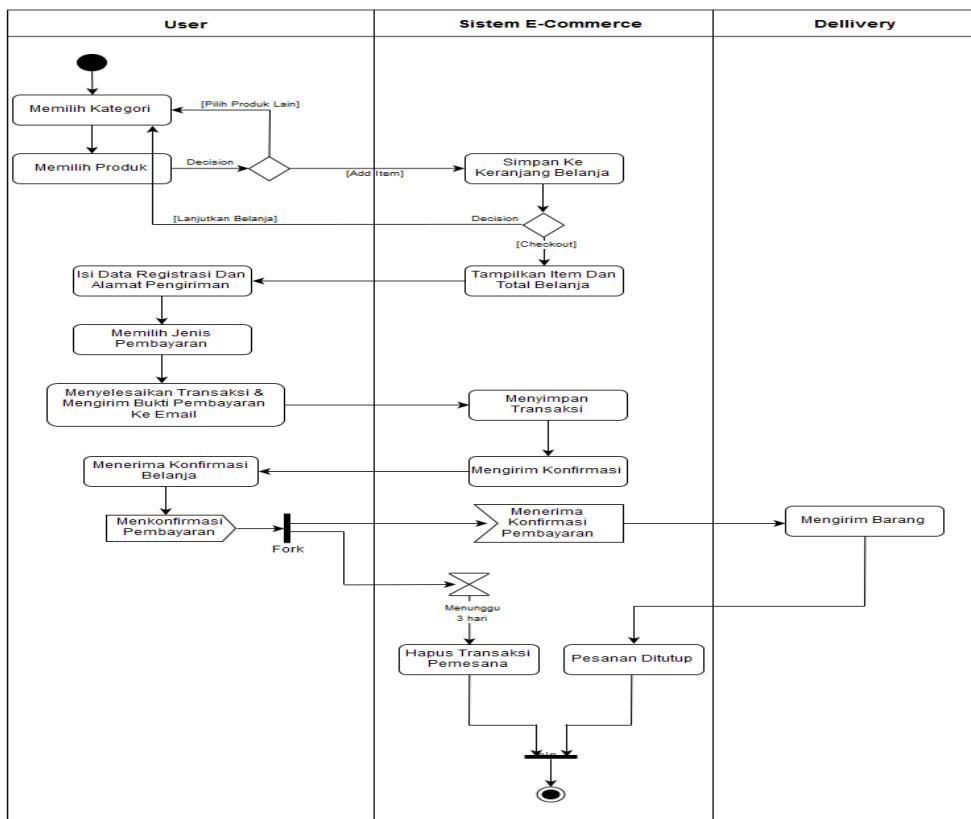 User
Sistem E-Commerce
Dellivery
Memilih Kategori
[Pilih Produk Lain]
Memilih Produk
Decision
[Add Item]
Simpan Ke
Keranjang Belanja
[Lanjutkan Belanja]
Decision
[Checkout]
Isi Data Registrasi Dan
Alamat Pengiriman
Tampilkan Item Dan
Total Belanja
Memilih Jenis
Pembayaran
Menyelesaikan Transaksi &
Mengirim Bukti Pembayaran
Ke Email
Menyimpan
Transaksi
Menerima Konfirmasi
Belanja
Mengirim Konfirmasi
Menkonfirmasi
Pembayaran
Fork
Menerima
Konfirmasi
Pembayaran
Mengirim Barang
Menunggu
3 hari
Hapus Transaksi
Pemesana
Pesanan Ditutup